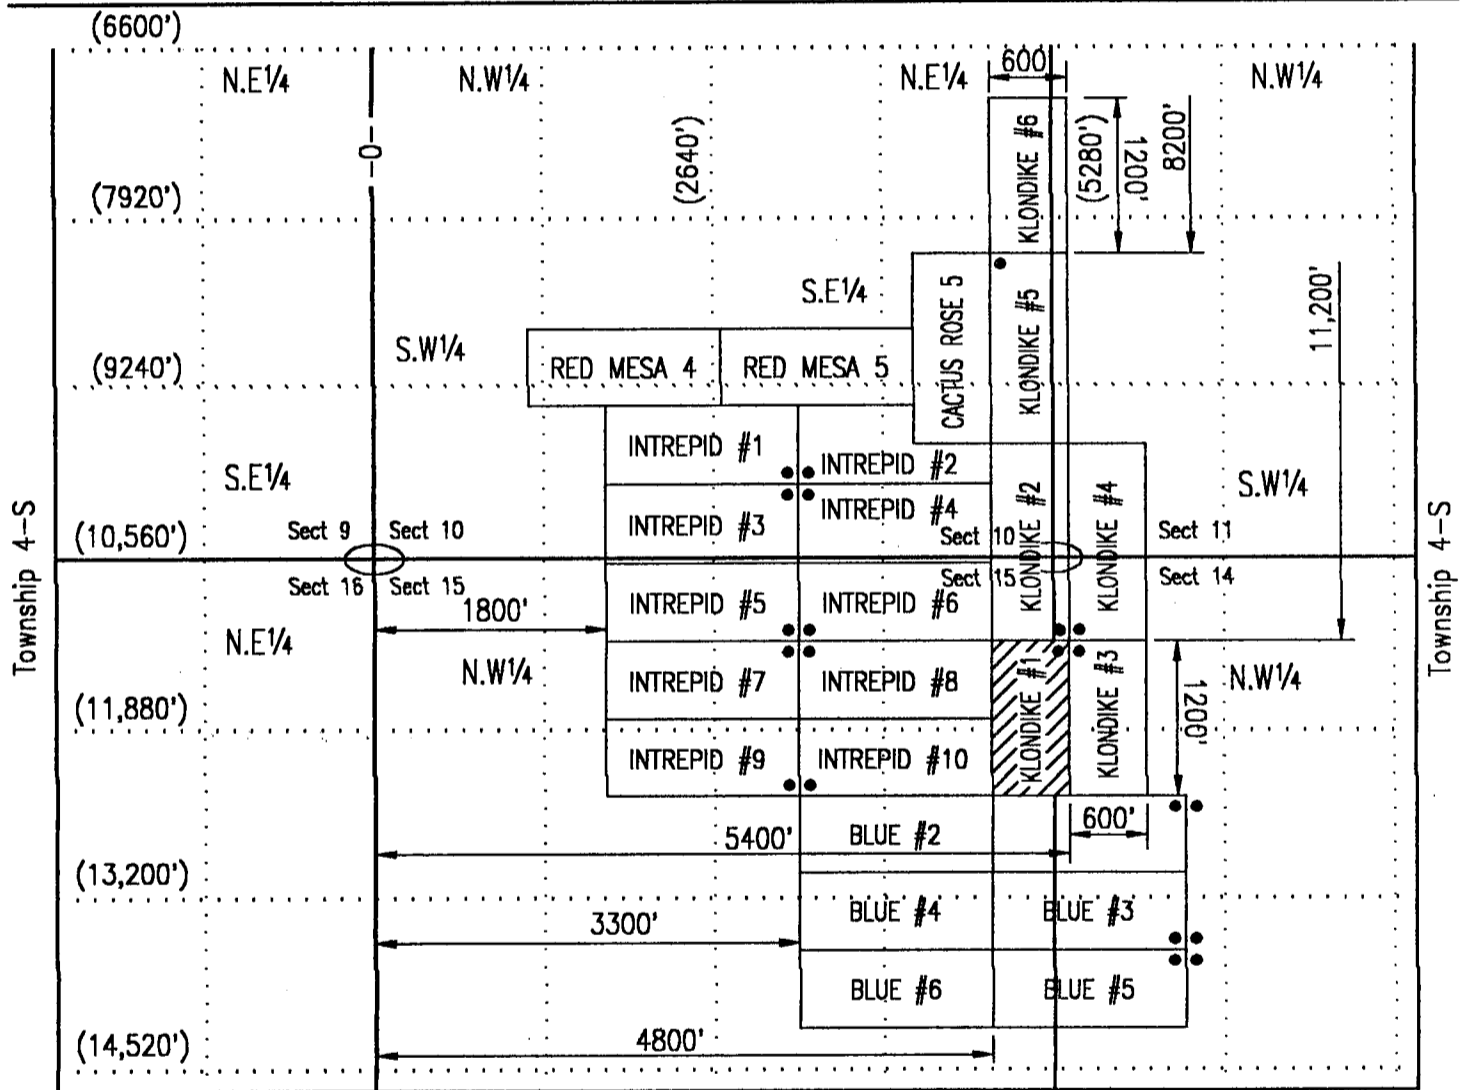 (6600')
N.E1/4
N.W1/4
N.E1/4
600'
N.W1/4
-0-
(2640')
KLONDIKE #6
(5280')
1200'
8200'
(7920')
S.E1/4
CACTUS ROSE 5
KLONDIKE #5
11,200'
S.W1/4
(9240')
RED MESA 4
RED MESA 5
INTREPID #1
INTREPID #2
S.E1/4
KLONDIKE #2
KLONDIKE #4
S.W1/4
INTREPID #3
INTREPID #4
(10,560')
Sect 9
Sect 10
Sect 10
Sect 11
Township 4-S
Township 4-S
Sect 16
Sect 15
Sect 15
Sect 14
1800'
INTREPID #5
INTREPID #6
N.E1/4
N.W1/4
INTREPID #7
INTREPID #8
KLONDIKE #1
KLONDIKE #3
1200'
N.W1/4
(11,880')
INTREPID #9
INTREPID #10
5400'
BLUE #2
600'
(13,200')
3300'
BLUE #4
BLUE #3
BLUE #6
BLUE #5
4800'
(14,520')